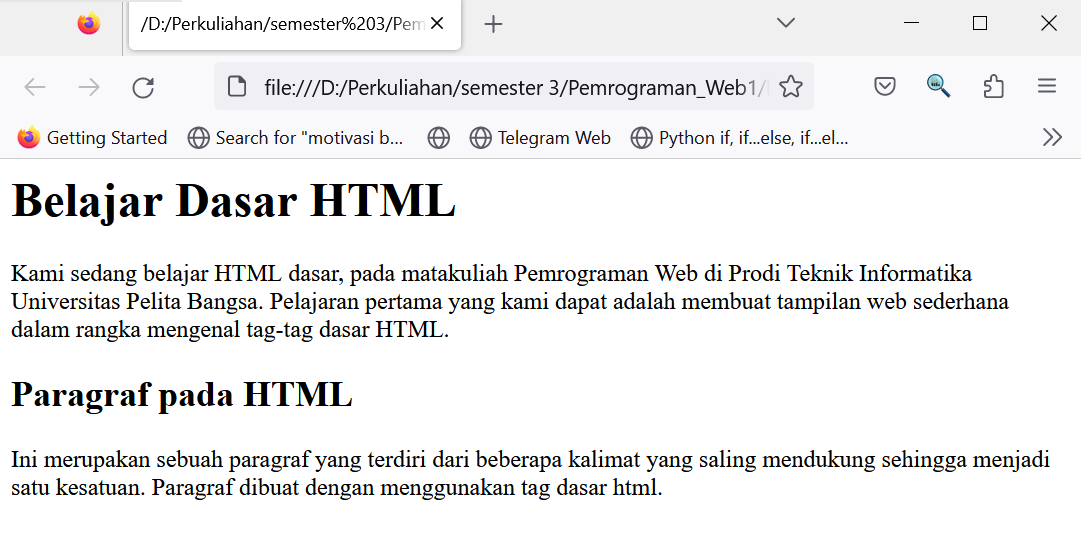 /D:/Perkuliahan/semester%203/Pem
file:///D:/Perkuliahan/semester 3/Pemrograman_Web1/
Getting Started
Search for "motivasi b...
Telegram Web
Python if, if...else, if...el...
Belajar Dasar HTML
Kami sedang belajar HTML dasar, pada matakuliah Pemrograman Web di Prodi Teknik Informatika
Universitas Pelita Bangsa. Pelajaran pertama yang kami dapat adalah membuat tampilan web sederhana
dalam rangka mengenal tag-tag dasar HTML.
Paragraf pada HTML
Ini merupakan sebuah paragraf yang terdiri dari beberapa kalimat yang saling mendukung sehingga menjadi
satu kesatuan. Paragraf dibuat dengan menggunakan tag dasar html.